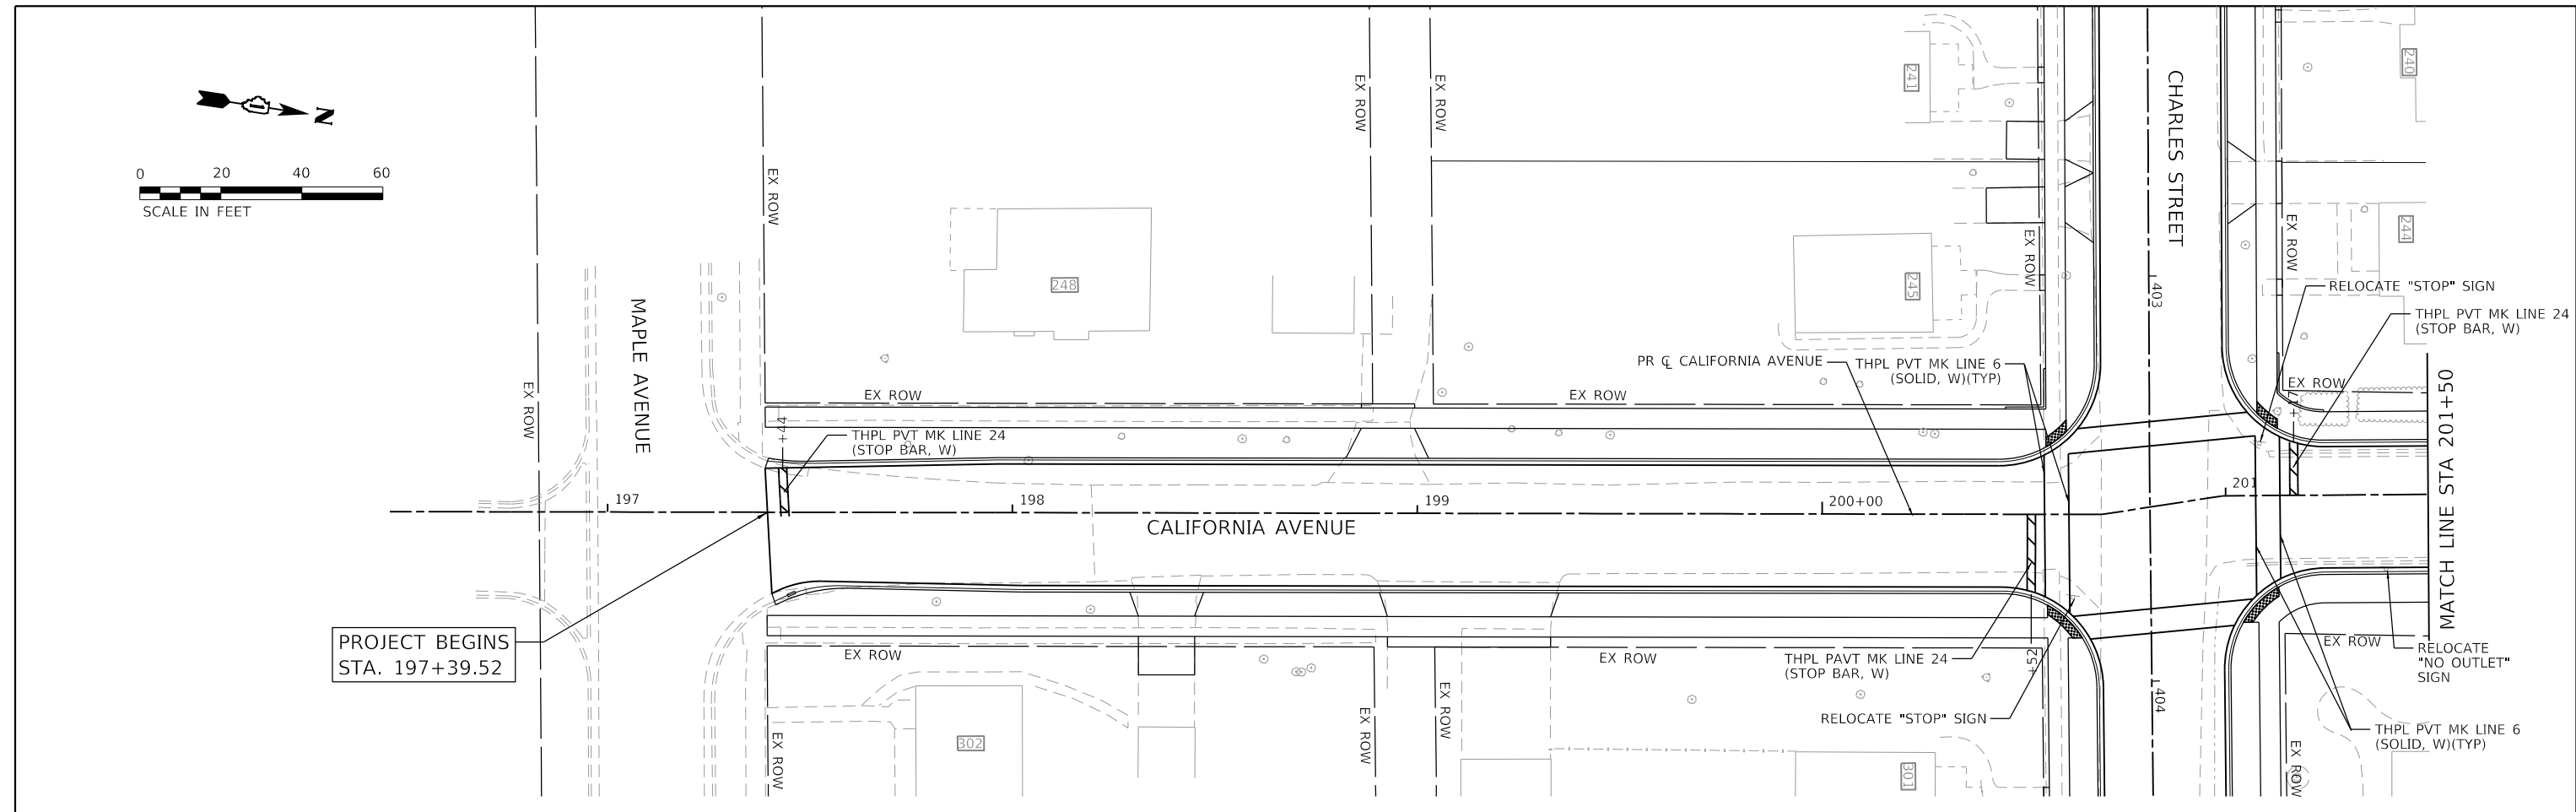 N
0 20 40 60
SCALE IN FEET
MAPLE AVENUE
EX ROW
EX ROW
EX ROW
EX ROW
248
241
245
EX ROW
CHARLES STREET
240
244
EX ROW
403
RELOCATE "STOP" SIGN
THPL PVT MK LINE 24
(STOP BAR, W)
PR ℄ CALIFORNIA AVENUE
THPL PVT MK LINE 6
(SOLID, W)(TYP)
EX ROW
EX ROW
EX ROW
EX ROW
44+
THPL PVT MK LINE 24
(STOP BAR, W)
MATCH LINE STA 201+50
197
198
199
200+00
201
CALIFORNIA AVENUE
PROJECT BEGINS
STA. 197+39.52
EX ROW
EX ROW
EX ROW
THPL PAVT MK LINE 24
(STOP BAR, W)
52+
RELOCATE "STOP" SIGN
RELOCATE
"NO OUTLET"
SIGN
404
THPL PVT MK LINE 6
(SOLID, W)(TYP)
EX ROW
302
EX ROW
EX ROW
301
EX ROW